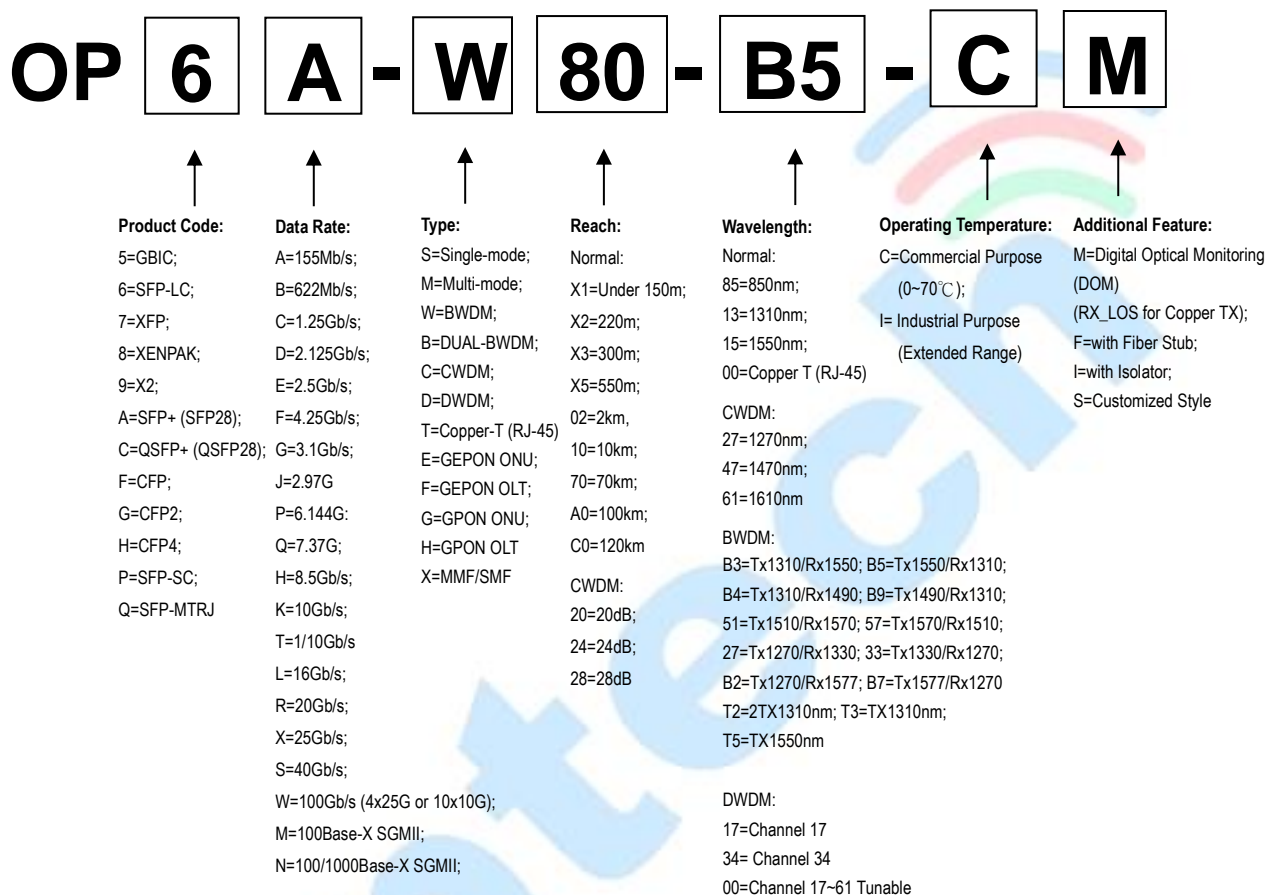 OP 6 A - W 80 - B5 - C M
Product Code:
5=GBIC;
6=SFP-LC;
7=XFP;
8=XENPAK;
9=X2;
A=SFP+ (SFP28);
C=QSFP+ (QSFP28);
F=CFP;
G=CFP2;
H=CFP4;
P=SFP-SC;
Q=SFP-MTRJ
Data Rate:
A=155Mb/s;
B=622Mb/s;
C=1.25Gb/s;
D=2.125Gb/s;
E=2.5Gb/s;
F=4.25Gb/s;
G=3.1Gb/s;
J=2.97G
P=6.144G:
Q=7.37G;
H=8.5Gb/s;
K=10Gb/s;
T=1/10Gb/s
L=16Gb/s;
R=20Gb/s;
X=25Gb/s;
S=40Gb/s;
W=100Gb/s (4x25G or 10x10G);
M=100Base-X SGMII;
N=100/1000Base-X SGMII;
Type:
S=Single-mode;
M=Multi-mode;
W=BWDM;
B=DUAL-BWDM;
C=CWDM;
D=DWDM;
T=Copper-T (RJ-45)
E=GEPON ONU;
F=GEPON OLT;
G=GPON ONU;
H=GPON OLT
X=MMF/SMF
Reach:
Normal:
X1=Under 150m;
X2=220m;
X3=300m;
X5=550m;
02=2km,
10=10km;
70=70km;
A0=100km;
C0=120km
CWDM:
20=20dB;
24=24dB;
28=28dB
Wavelength:
Normal:
85=850nm;
13=1310nm;
15=1550nm;
00=Copper T (RJ-45)
CWDM:
27=1270nm;
47=1470nm;
61=1610nm
BWDM:
B3=Tx1310/Rx1550; B5=Tx1550/Rx1310;
B4=Tx1310/Rx1490; B9=Tx1490/Rx1310;
51=Tx1510/Rx1570; 57=Tx1570/Rx1510;
27=Tx1270/Rx1330; 33=Tx1330/Rx1270;
B2=Tx1270/Rx1577; B7=Tx1577/Rx1270
T2=2TX1310nm; T3=TX1310nm;
T5=TX1550nm
DWDM:
17=Channel 17
34= Channel 34
00=Channel 17~61 Tunable
Operating Temperature:
C=Commercial Purpose
(0~70℃);
I= Industrial Purpose
(Extended Range)
Additional Feature:
M=Digital Optical Monitoring
(DOM)
(RX_LOS for Copper TX);
F=with Fiber Stub;
I=with Isolator;
S=Customized Style
otech